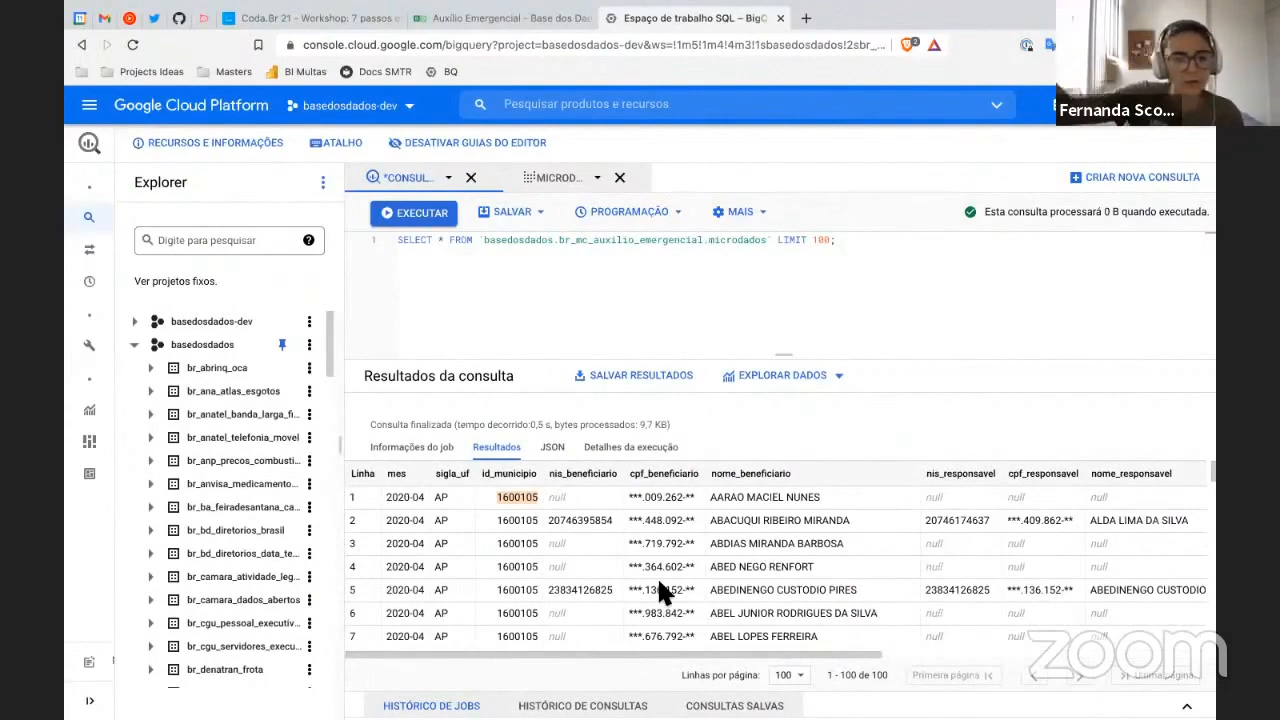 Coda.Br 21 - Workshop: 7 passos e
Auxílio Emergencial - Base dos Da
Espaço de trabalho SQL – BigQ
console.cloud.google.com/bigquery?project=basedosdados-dev&ws=!1m5!1m4!4m3!1sbasedosdados!2sbr_...
2
Projects Ideas
Masters
BI Multas
Docs SMTR
BQ
Fernanda Sco...
Google Cloud Platform
basedosdados-dev
Pesquisar produtos e recursos
RECURSOS E INFORMAÇÕES
ATALHO
DESATIVAR GUIAS DO EDITOR
Explorer
*CONSUL...
MICROD...
CRIAR NOVA CONSULTA
EXECUTAR
SALVAR
PROGRAMAÇÃO
MAIS
Esta consulta processará 0 B quando executada.
Digite para pesquisar
1 SELECT * FROM `basedosdados.br_mc_auxilio_emergencial.microdados` LIMIT 100;
Ver projetos fixos.
basedosdados-dev
basedosdados
br_abrinq_oca
br_ana_atlas_esgotos
br_anatel_banda_larga_fi...
br_anatel_telefonia_movel
br_anp_precos_combusti...
br_anvisa_medicamento...
br_ba_feiradesantana_ca...
br_bd_diretorios_brasil
br_bd_diretorios_data_te...
br_camara_atividade_leg...
br_camara_dados_abertos
br_cgu_pessoal_executiv...
br_cgu_servidores_execu...
br_denatran_frota
Resultados da consulta
SALVAR RESULTADOS
EXPLORAR DADOS
Consulta finalizada (tempo decorrido:0,5 s, bytes processados: 9,7 KB)
Informações do job
Resultados
JSON
Detalhes da execução
Linha mes sigla_uf id_municipio nis_beneficiario cpf_beneficiario nome_beneficiario nis_responsavel cpf_responsavel nome_responsavel
1 2020-04 AP 1600105 null ***.009.262-** AARAO MACIEL NUNES null null null
2 2020-04 AP 1600105 20746395854 ***.448.092-** ABACUQUI RIBEIRO MIRANDA 20746174637 ***.409.862-** ALDA LIMA DA SILVA
3 2020-04 AP 1600105 null ***.719.792-** ABDIAS MIRANDA BARBOSA null null null
4 2020-04 AP 1600105 null ***.364.602-** ABED NEGO RENFORT null null null
5 2020-04 AP 1600105 23834126825 ABEDINENGO CUSTODIO PIRES 23834126825 ***.136.152-** ABEDINENGO CUSTODIO
6 2020-04 AP 1600105 null ***.983.842-** ABEL JUNIOR RODRIGUES DA SILVA null null null
7 2020-04 AP 1600105 null ***.676.792-** ABEL LOPES FERREIRA null null
zoom
Linhas por página: 100 1 - 100 de 100 Primeira página
HISTÓRICO DE JOBS
HISTÓRICO DE CONSULTAS
CONSULTAS SALVAS